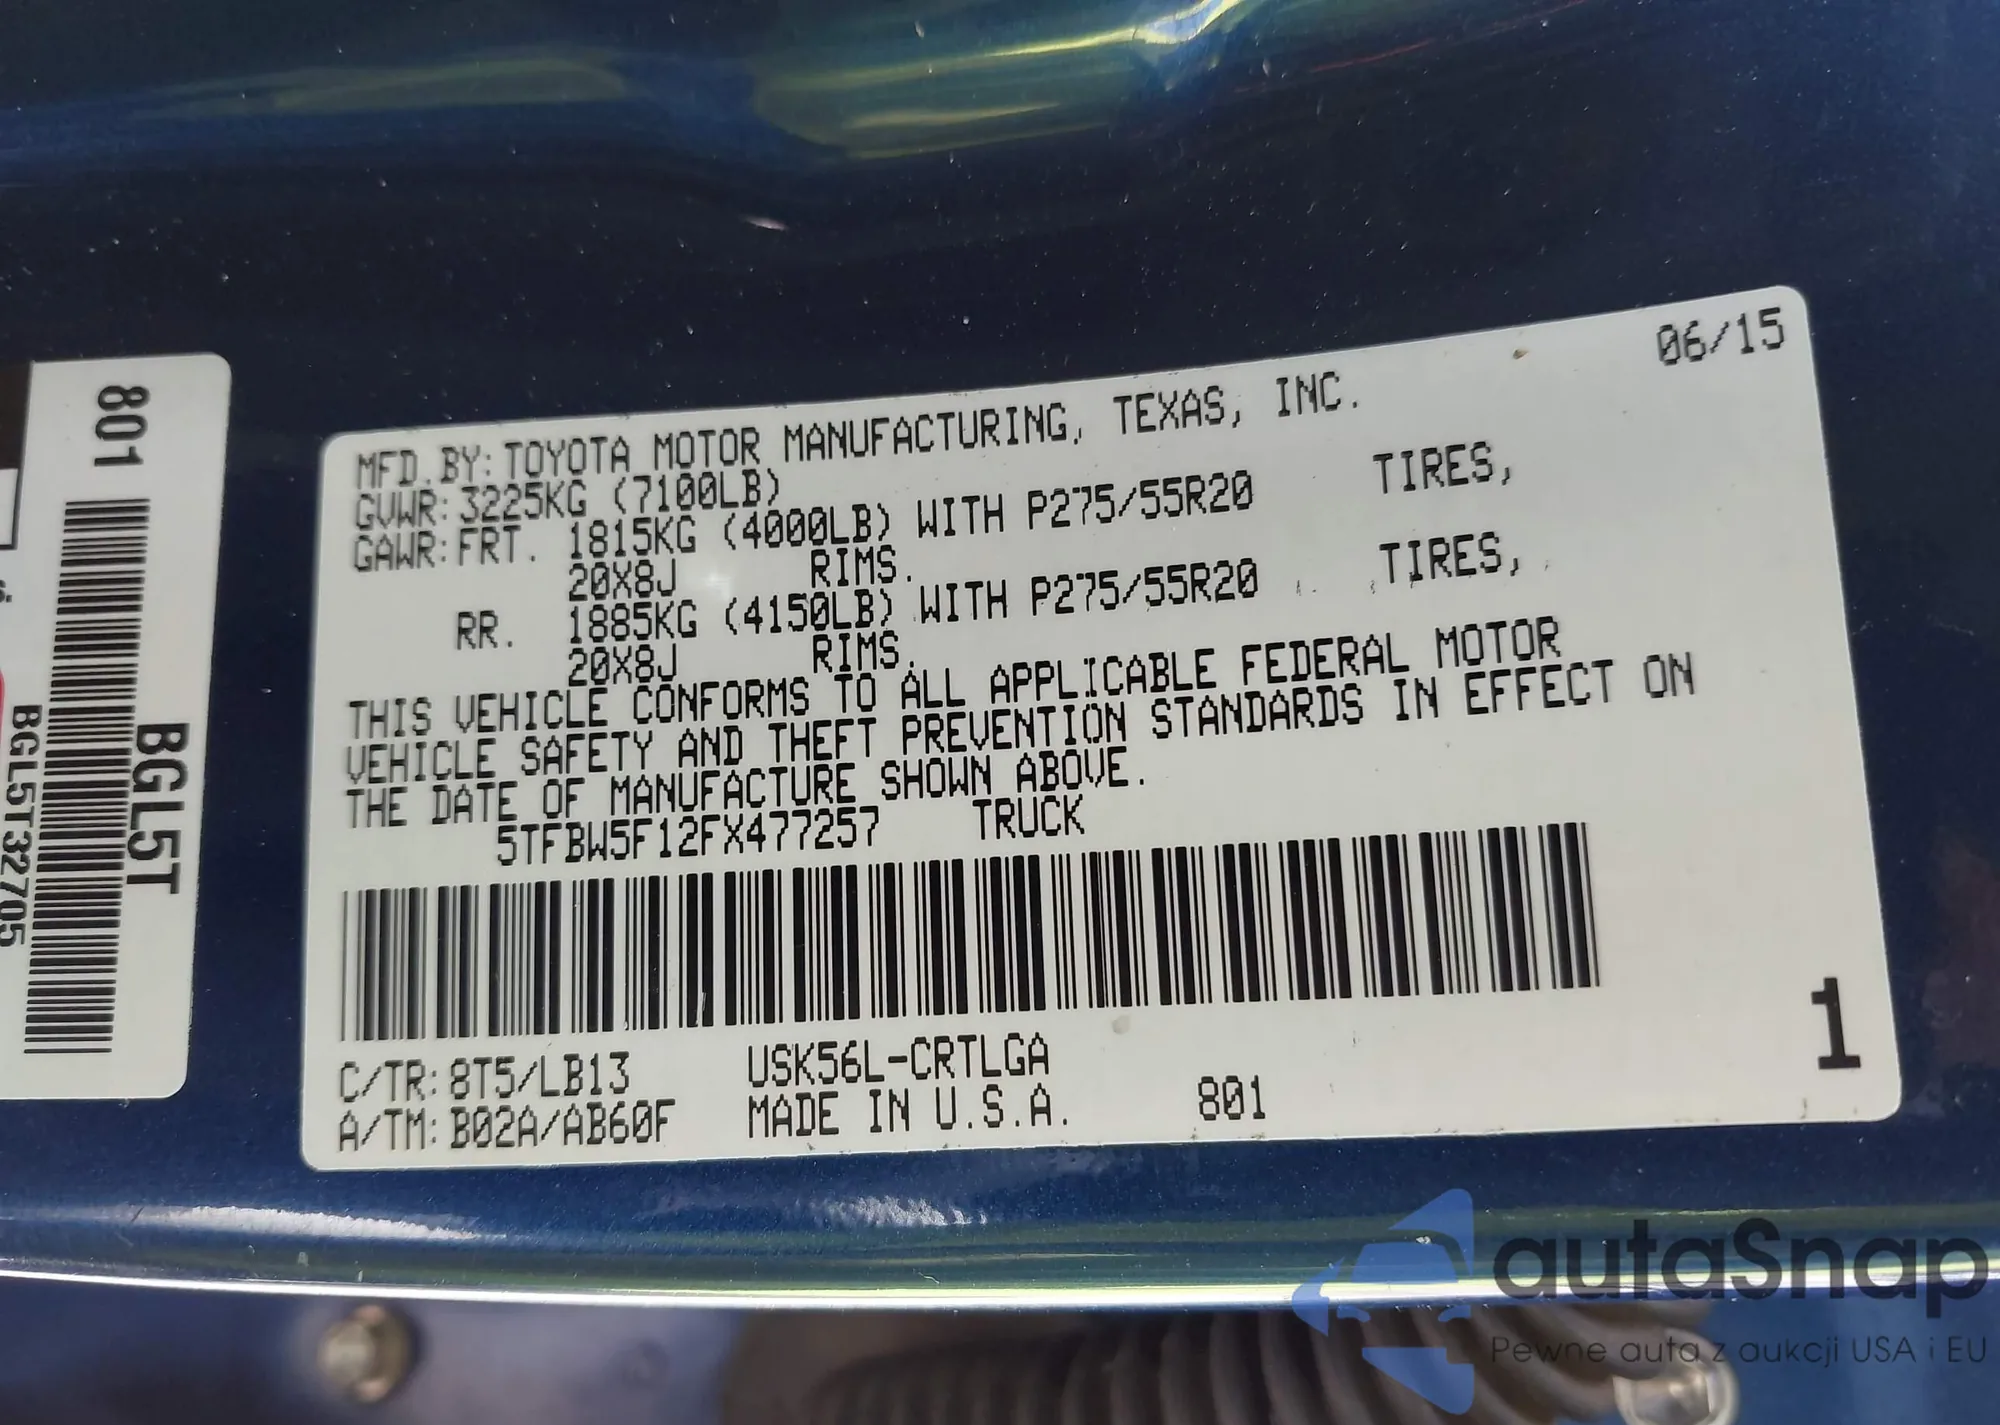 801
BGL5T
BGL5T32705
06/15
MFD.BY:TOYOTA MOTOR MANUFACTURING, TEXAS, INC.
GVWR:3225KG (7100LB)
GAWR:FRT. 1815KG (4000LB) WITH P275/55R20 TIRES,
20X8J RIMS.
RR. 1885KG (4150LB) WITH P275/55R20 TIRES,
20X8J RIMS.
THIS VEHICLE CONFORMS TO ALL APPLICABLE FEDERAL MOTOR
VEHICLE SAFETY AND THEFT PREVENTION STANDARDS IN EFFECT ON
THE DATE OF MANUFACTURE SHOWN ABOVE.
5TFBW5F12FX477257 TRUCK
C/TR:8T5/LB13 USK56L-CRTLGA
A/TM:B02A/AB60F MADE IN U.S.A. 801
1
autaSnap
Pewne auta z aukcji USA i EU